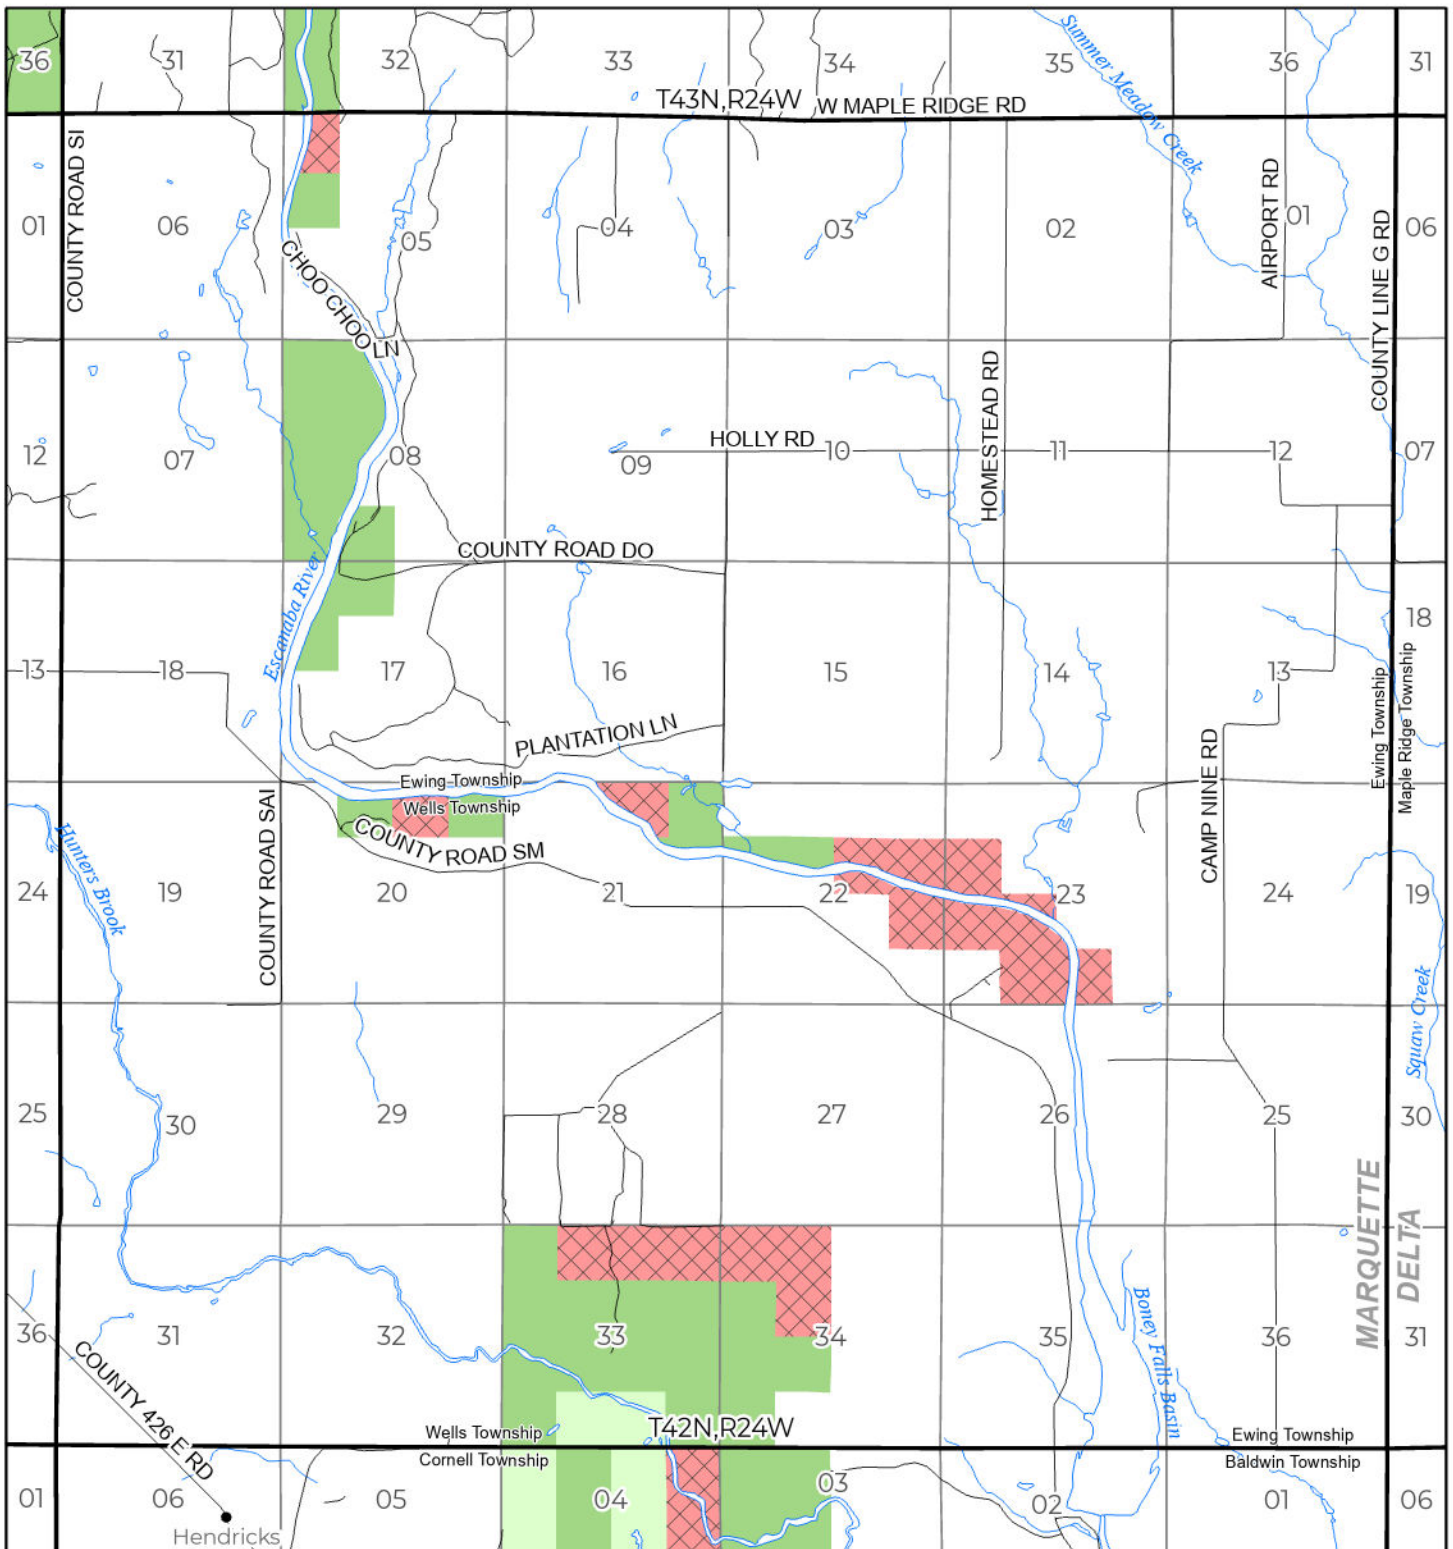 36 31 32 33 34 35 36 31
Summer Meadow Creek
T43N,R24W W MAPLE RIDGE RD
COUNTY ROAD SI
AIRPORT RD
COUNTY LINE G RD
01 06 05 04 03 02 01 06
CHOO CHOO LN
HOMESTEAD RD
HOLLY RD
12 07 08 09 10 11 12 07
COUNTY ROAD DO
Escanaba River
13 18 17 16 15 14 13 18
Ewing Township
Maple Ridge Township
PLANTATION LN
CAMP NINE RD
Ewing Township
Wells Township
COUNTY ROAD SM
COUNTY ROAD SAI
Hunters Brook
24 19 20 21 22 23 24 19
Squaw Creek
25 30 29 28 27 26 25 30
MARQUETTE
DELTA
36 31 32 33 34 35 36 31
Boney Falls Basin
COUNTY 426 E RD
T42N,R24W
Wells Township
Cornell Township
Ewing Township
Baldwin Township
01 06 05 04 03 02 01 06
Hendricks